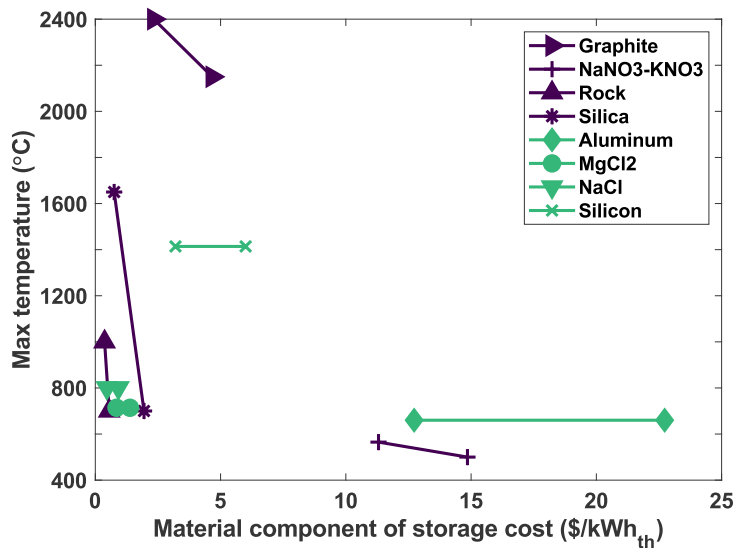 2400
2000
1600
1200
800
400
Max temperature (°C)
0 5 10 15 20 25
Material component of storage cost ($/kWh_th)
Graphite
NaNO3-KNO3
Rock
Silica
Aluminum
MgCl2
NaCl
Silicon